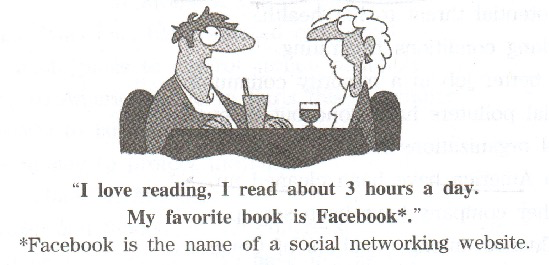 “I love reading, I read about 3 hours a day.
My favorite book is Facebook*.”
*Facebook is the name of a social networking website.